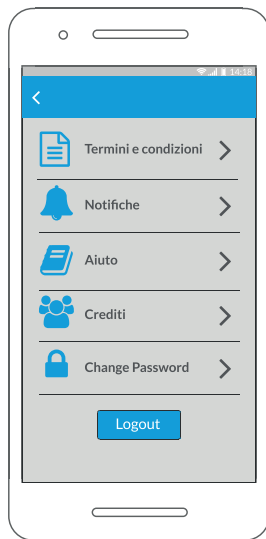 14:18
Termini e condizioni
Notifiche
Aiuto
Crediti
Change Password
Logout